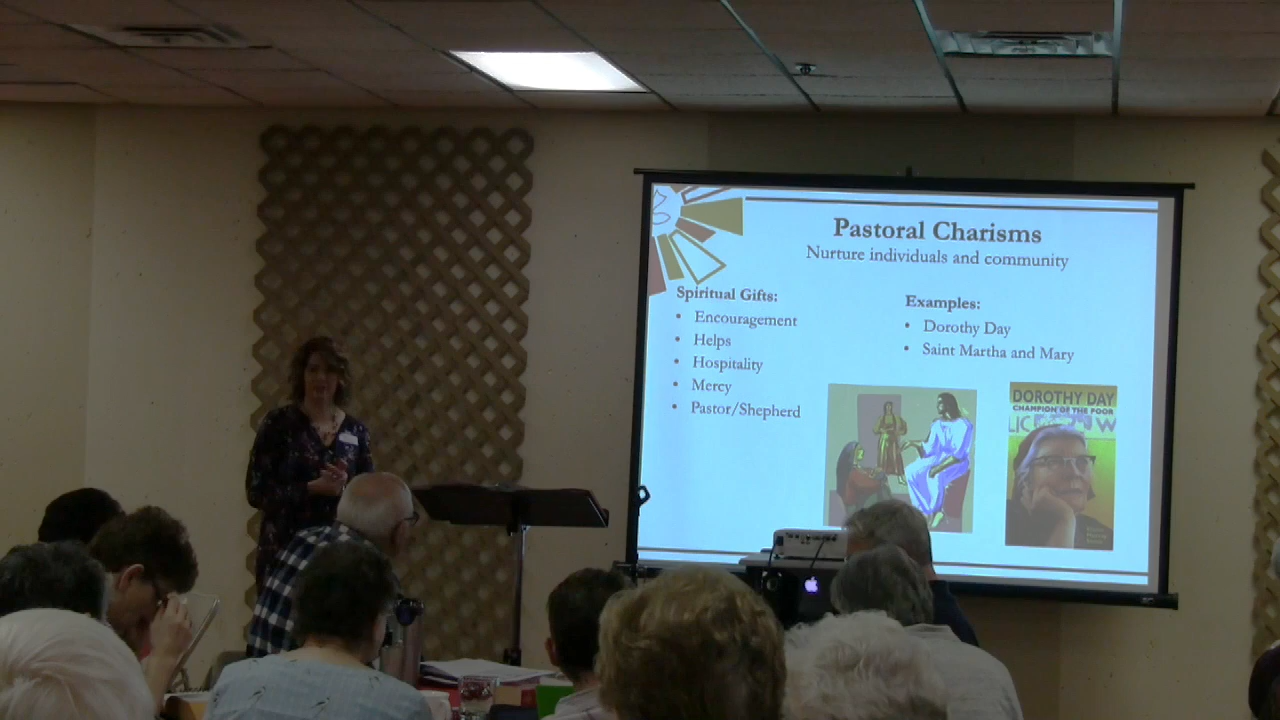 Pastoral Charisms
Nurture individuals and community
Spiritual Gifts:
• Encouragement
• Helps
• Hospitality
• Mercy
• Pastor/Shepherd
Examples:
• Dorothy Day
• Saint Martha and Mary
DOROTHY DAY
CHAMPION OF THE POOR